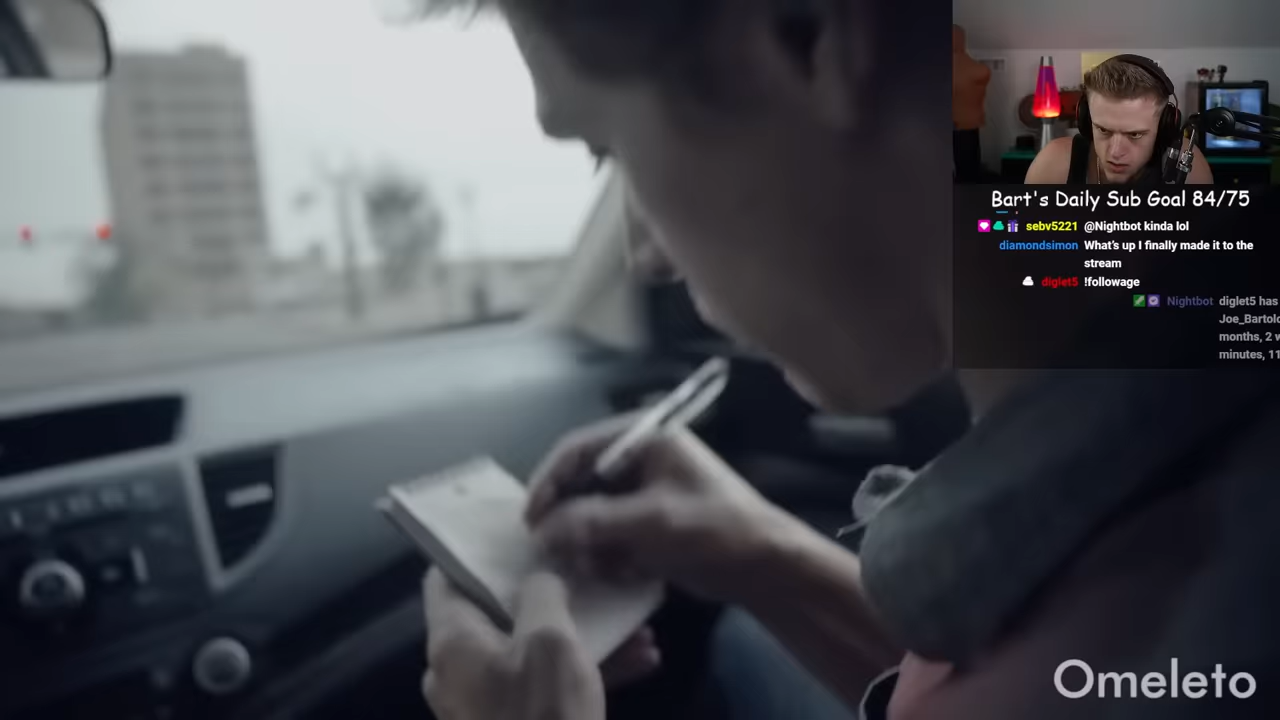 Bart's Daily Sub Goal 84/75
sebv5221 @Nightbot kinda lol
diamondsimon What's up I finally made it to the
stream
diglet5 !followage
Nightbot diglet5 has
Joe_Bartolo
months, 2 w
minutes, 11
Omeleto